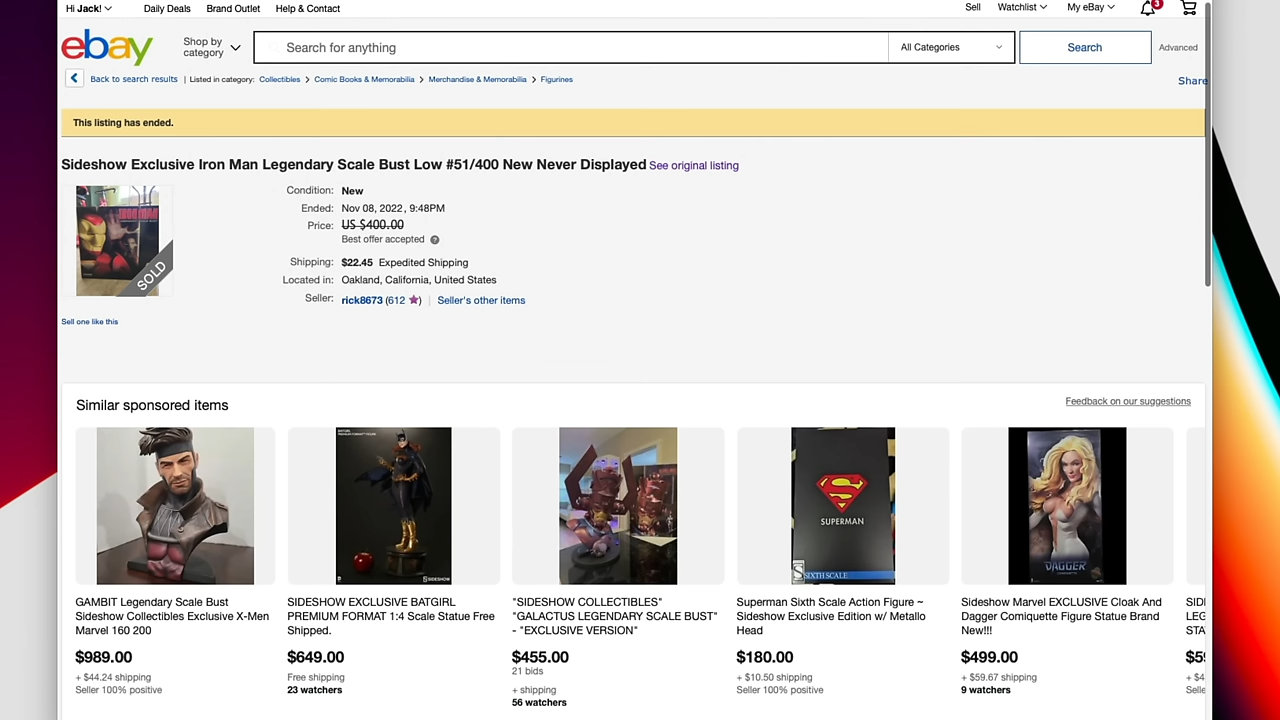 Hi Jack!
Daily Deals
Brand Outlet
Help & Contact
Sell
Watchlist
My eBay
3
ebay
Shop by
category
Search for anything
All Categories
Search
Advanced
Back to search results | Listed in category: Collectibles > Comic Books & Memorabilia > Merchandise & Memorabilia > Figurines
Share
This listing has ended.
Sideshow Exclusive Iron Man Legendary Scale Bust Low #51/400 New Never Displayed See original listing
IRON MAN
SOLD
Condition: New
Ended: Nov 08, 2022 , 9:48PM
Price: US $400.00
Best offer accepted ?
Shipping: $22.45 Expedited Shipping
Located in: Oakland, California, United States
Seller: rick8673 (612 ★) | Seller's other items
Sell one like this
Similar sponsored items
Feedback on our suggestions
GAMBIT Legendary Scale Bust
Sideshow Collectibles Exclusive X-Men
Marvel 160 200
$989.00
+ $44.24 shipping
Seller 100% positive
SIDESHOW
SIDESHOW EXCLUSIVE BATGIRL
PREMIUM FORMAT 1:4 Scale Statue Free
Shipped.
$649.00
Free shipping
23 watchers
"SIDESHOW COLLECTIBLES"
"GALACTUS LEGENDARY SCALE BUST"
- "EXCLUSIVE VERSION"
$455.00
21 bids
+ shipping
56 watchers
SUPERMAN
SIXTH SCALE
Superman Sixth Scale Action Figure ~
Sideshow Exclusive Edition w/ Metallo
Head
$180.00
+ $10.50 shipping
Seller 100% positive
DAGGER
Sideshow Marvel EXCLUSIVE Cloak And
Dagger Comiquette Figure Statue Brand
New!!!
$499.00
+ $59.67 shipping
9 watchers
SID
LEG
STA
$59
+ $4
Selle